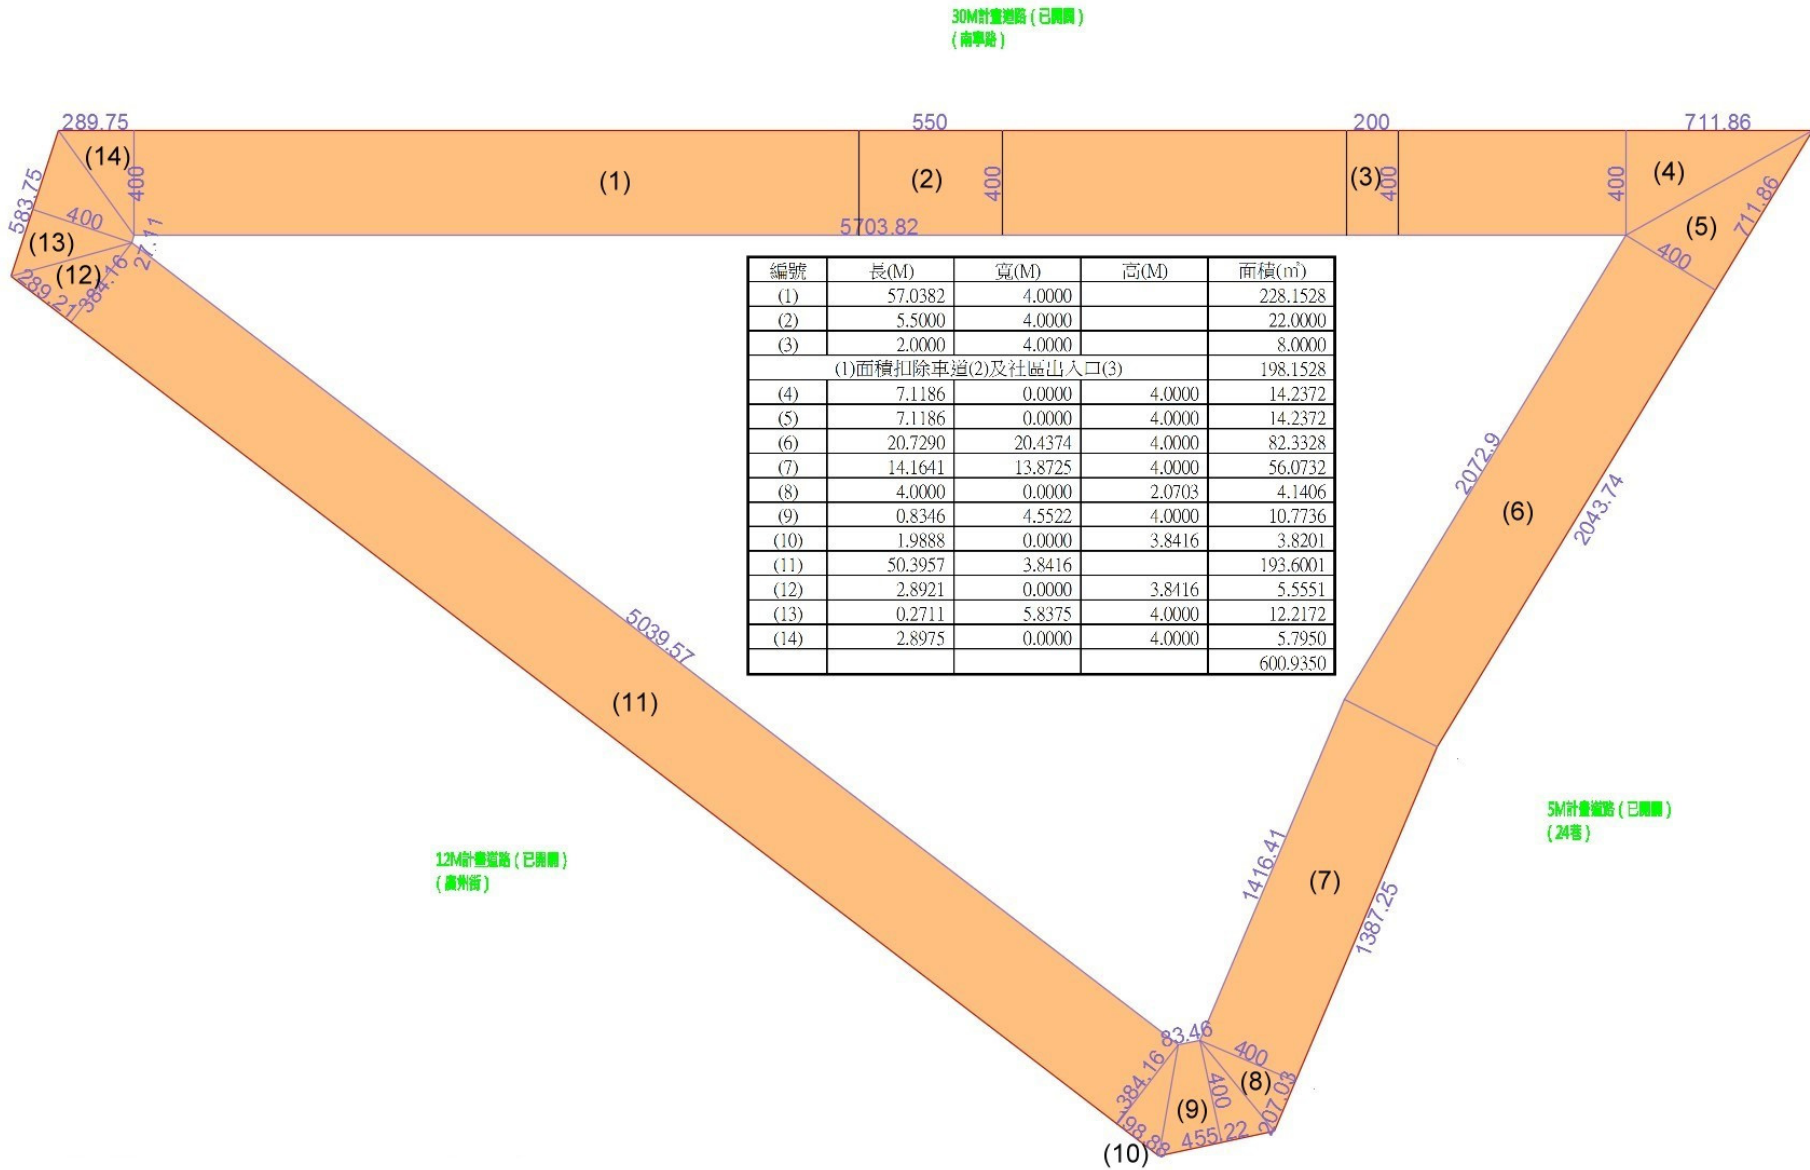 30M計畫道路（已開闢）
（南寧路）
289.75
550
200
711.86
(14)
400
(1)
(2)
400
(3)
400
400
(4)
583.75
400
27.11
5703.82
(5)
711.86
400
(13)
(12)
289.21
384.16
編號 長(M) 寬(M) 高(M) 面積(㎡)
(1) 57.0382 4.0000 228.1528
(2) 5.5000 4.0000 22.0000
(3) 2.0000 4.0000 8.0000
(1)面積扣除車道(2)及社區出入口(3) 198.1528
(4) 7.1186 0.0000 4.0000 14.2372
(5) 7.1186 0.0000 4.0000 14.2372
(6) 20.7290 20.4374 4.0000 82.3328
(7) 14.1641 13.8725 4.0000 56.0732
(8) 4.0000 0.0000 2.0703 4.1406
(9) 0.8346 4.5522 4.0000 10.7736
(10) 1.9888 0.0000 3.8416 3.8201
(11) 50.3957 3.8416 193.6001
(12) 2.8921 0.0000 3.8416 5.5551
(13) 0.2711 5.8375 4.0000 12.2172
(14) 2.8975 0.0000 4.0000 5.7950
600.9350
2072.9
(6)
2043.74
5039.57
(11)
5M計畫道路（已開闢）
（24巷）
12M計畫道路（已開闢）
（廣州街）
1416.41
(7)
1387.25
83.46
384.16
400
400
(8)
207.03
(9)
198.88
455.22
(10)